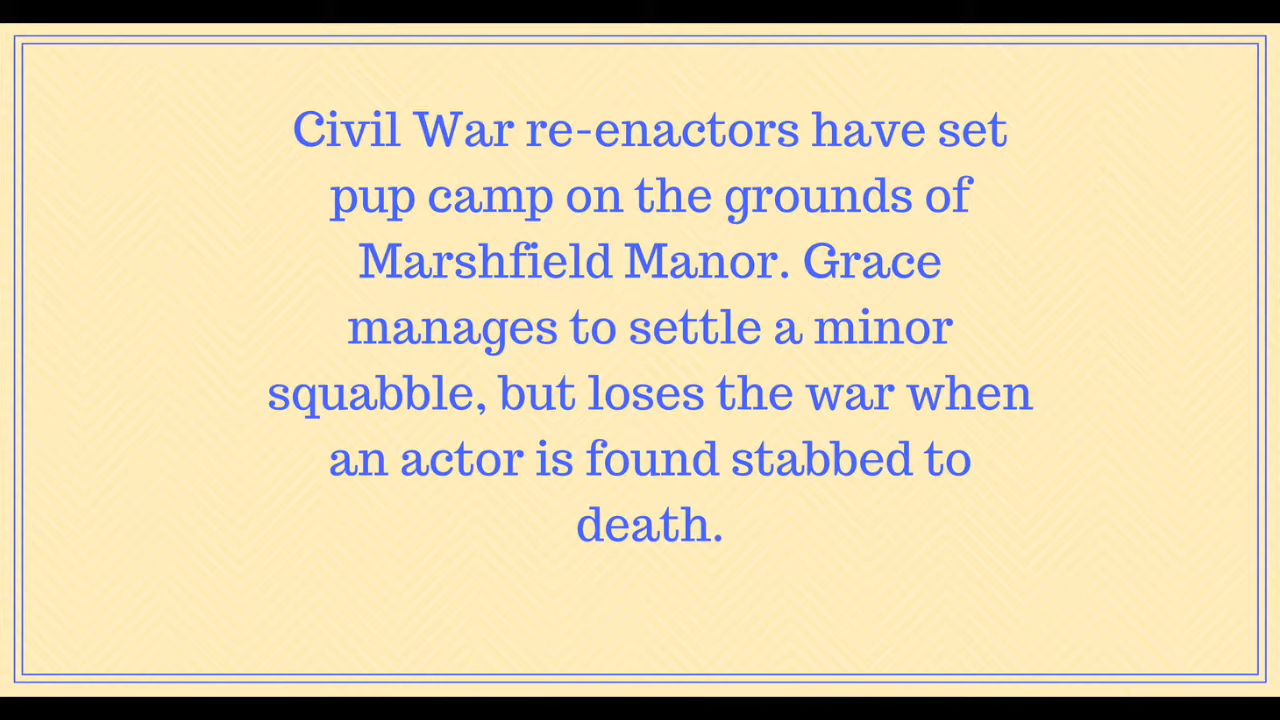 Civil War re-enactors have set
pup camp on the grounds of
Marshfield Manor. Grace
manages to settle a minor
squabble, but loses the war when
an actor is found stabbed to
death.